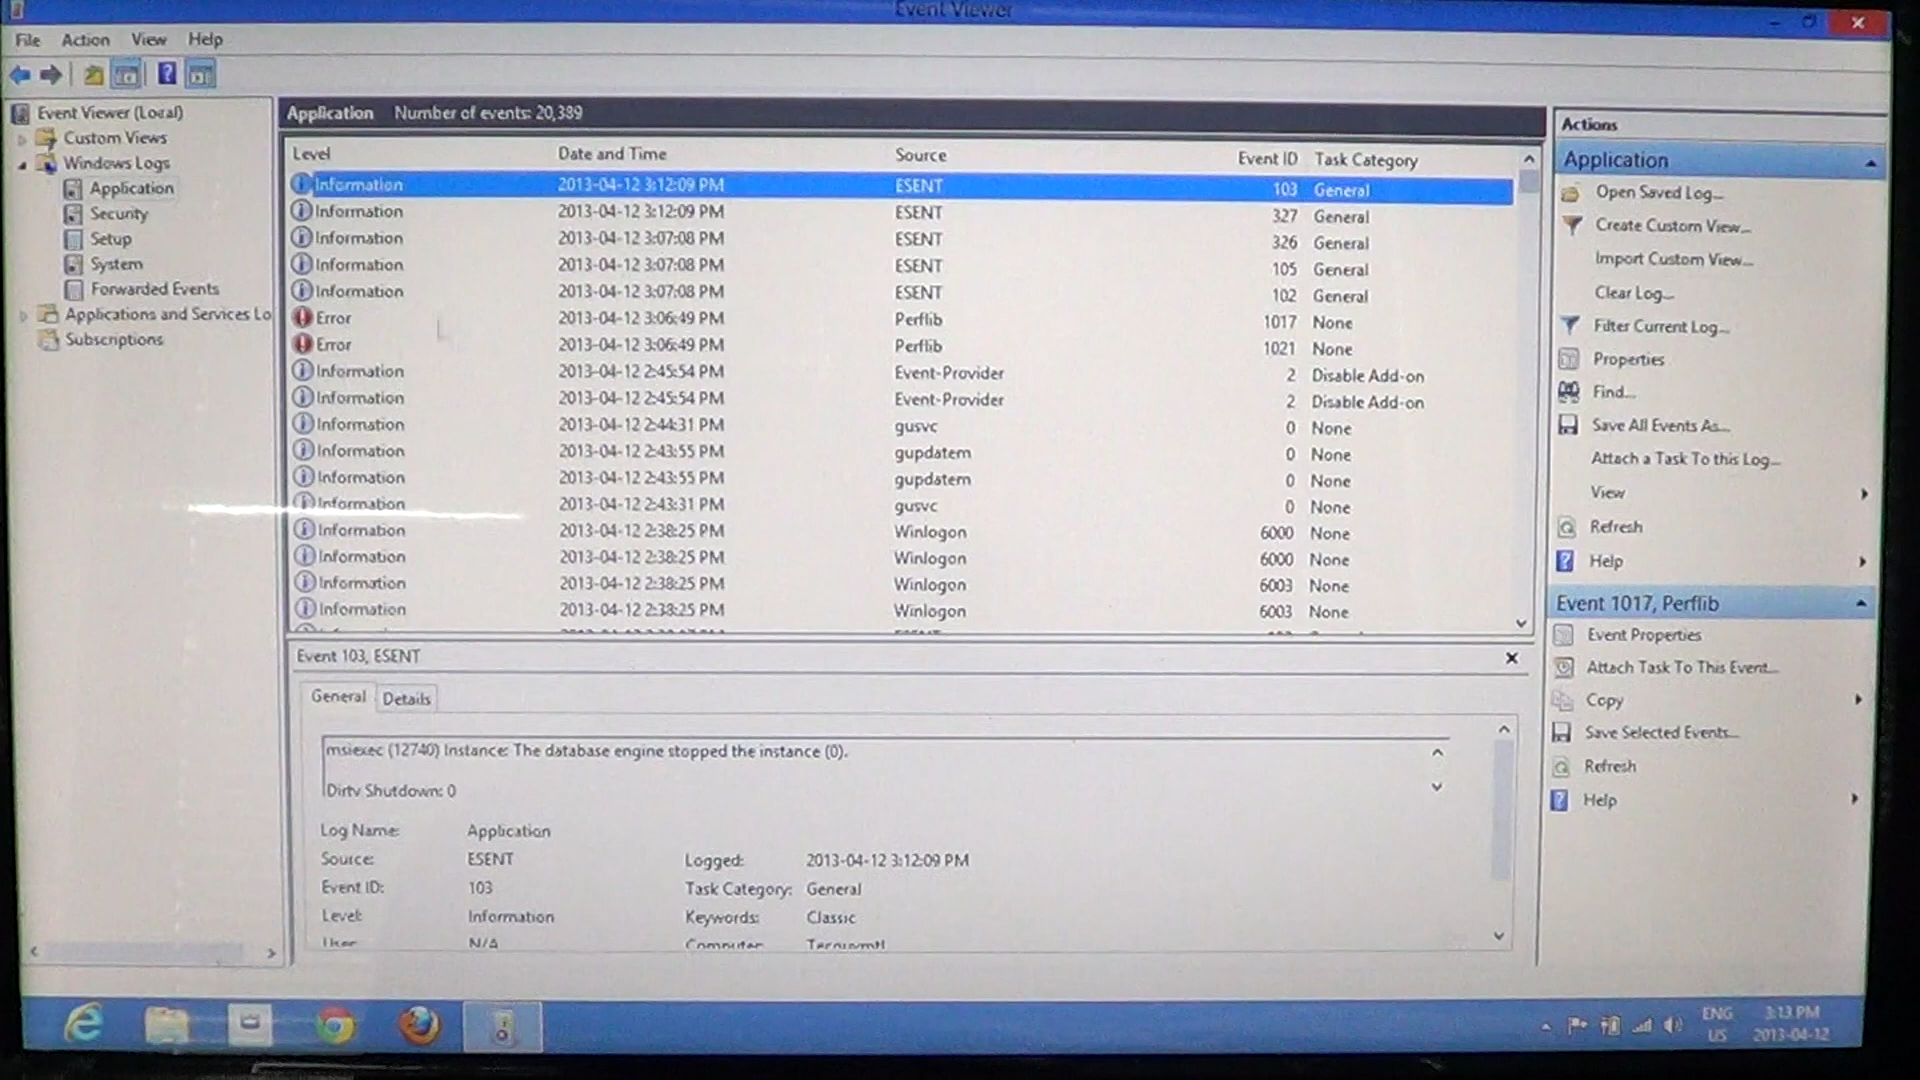 Event Viewer
File Action View Help
Event Viewer (Local)
Custom Views
Windows Logs
Application
Security
Setup
System
Forwarded Events
Applications and Services Lo
Subscriptions
Application Number of events: 20,389
Level Date and Time Source Event ID Task Category
Information 2013-04-12 3:12:09 PM ESENT 103 General
Information 2013-04-12 3:12:09 PM ESENT 327 General
Information 2013-04-12 3:07:08 PM ESENT 326 General
Information 2013-04-12 3:07:08 PM ESENT 105 General
Information 2013-04-12 3:07:08 PM ESENT 102 General
Error 2013-04-12 3:06:49 PM Perflib 1017 None
Error 2013-04-12 3:06:49 PM Perflib 1021 None
Information 2013-04-12 2:45:54 PM Event-Provider 2 Disable Add-on
Information 2013-04-12 2:45:54 PM Event-Provider 2 Disable Add-on
Information 2013-04-12 2:44:31 PM gusvc 0 None
Information 2013-04-12 2:43:55 PM gupdatem 0 None
Information 2013-04-12 2:43:55 PM gupdatem 0 None
Information 2013-04-12 2:43:31 PM gusvc 0 None
Information 2013-04-12 2:38:25 PM Winlogon 6000 None
Information 2013-04-12 2:38:25 PM Winlogon 6000 None
Information 2013-04-12 2:38:25 PM Winlogon 6003 None
Information 2013-04-12 2:38:25 PM Winlogon 6003 None
Event 103, ESENT
General Details
msiexec (12740) Instance: The database engine stopped the instance (0).
Dirty Shutdown: 0
Log Name: Application
Source: ESENT Logged: 2013-04-12 3:12:09 PM
Event ID: 103 Task Category: General
Level: Information Keywords: Classic
User N/A Computer
Actions
Application
Open Saved Log...
Create Custom View...
Import Custom View...
Clear Log...
Filter Current Log...
Properties
Find...
Save All Events As...
Attach a Task To this Log...
View
Refresh
Help
Event 1017, Perflib
Event Properties
Attach Task To This Event...
Copy
Save Selected Events...
Refresh
Help
ENG 3:13 PM
US 2013-04-12